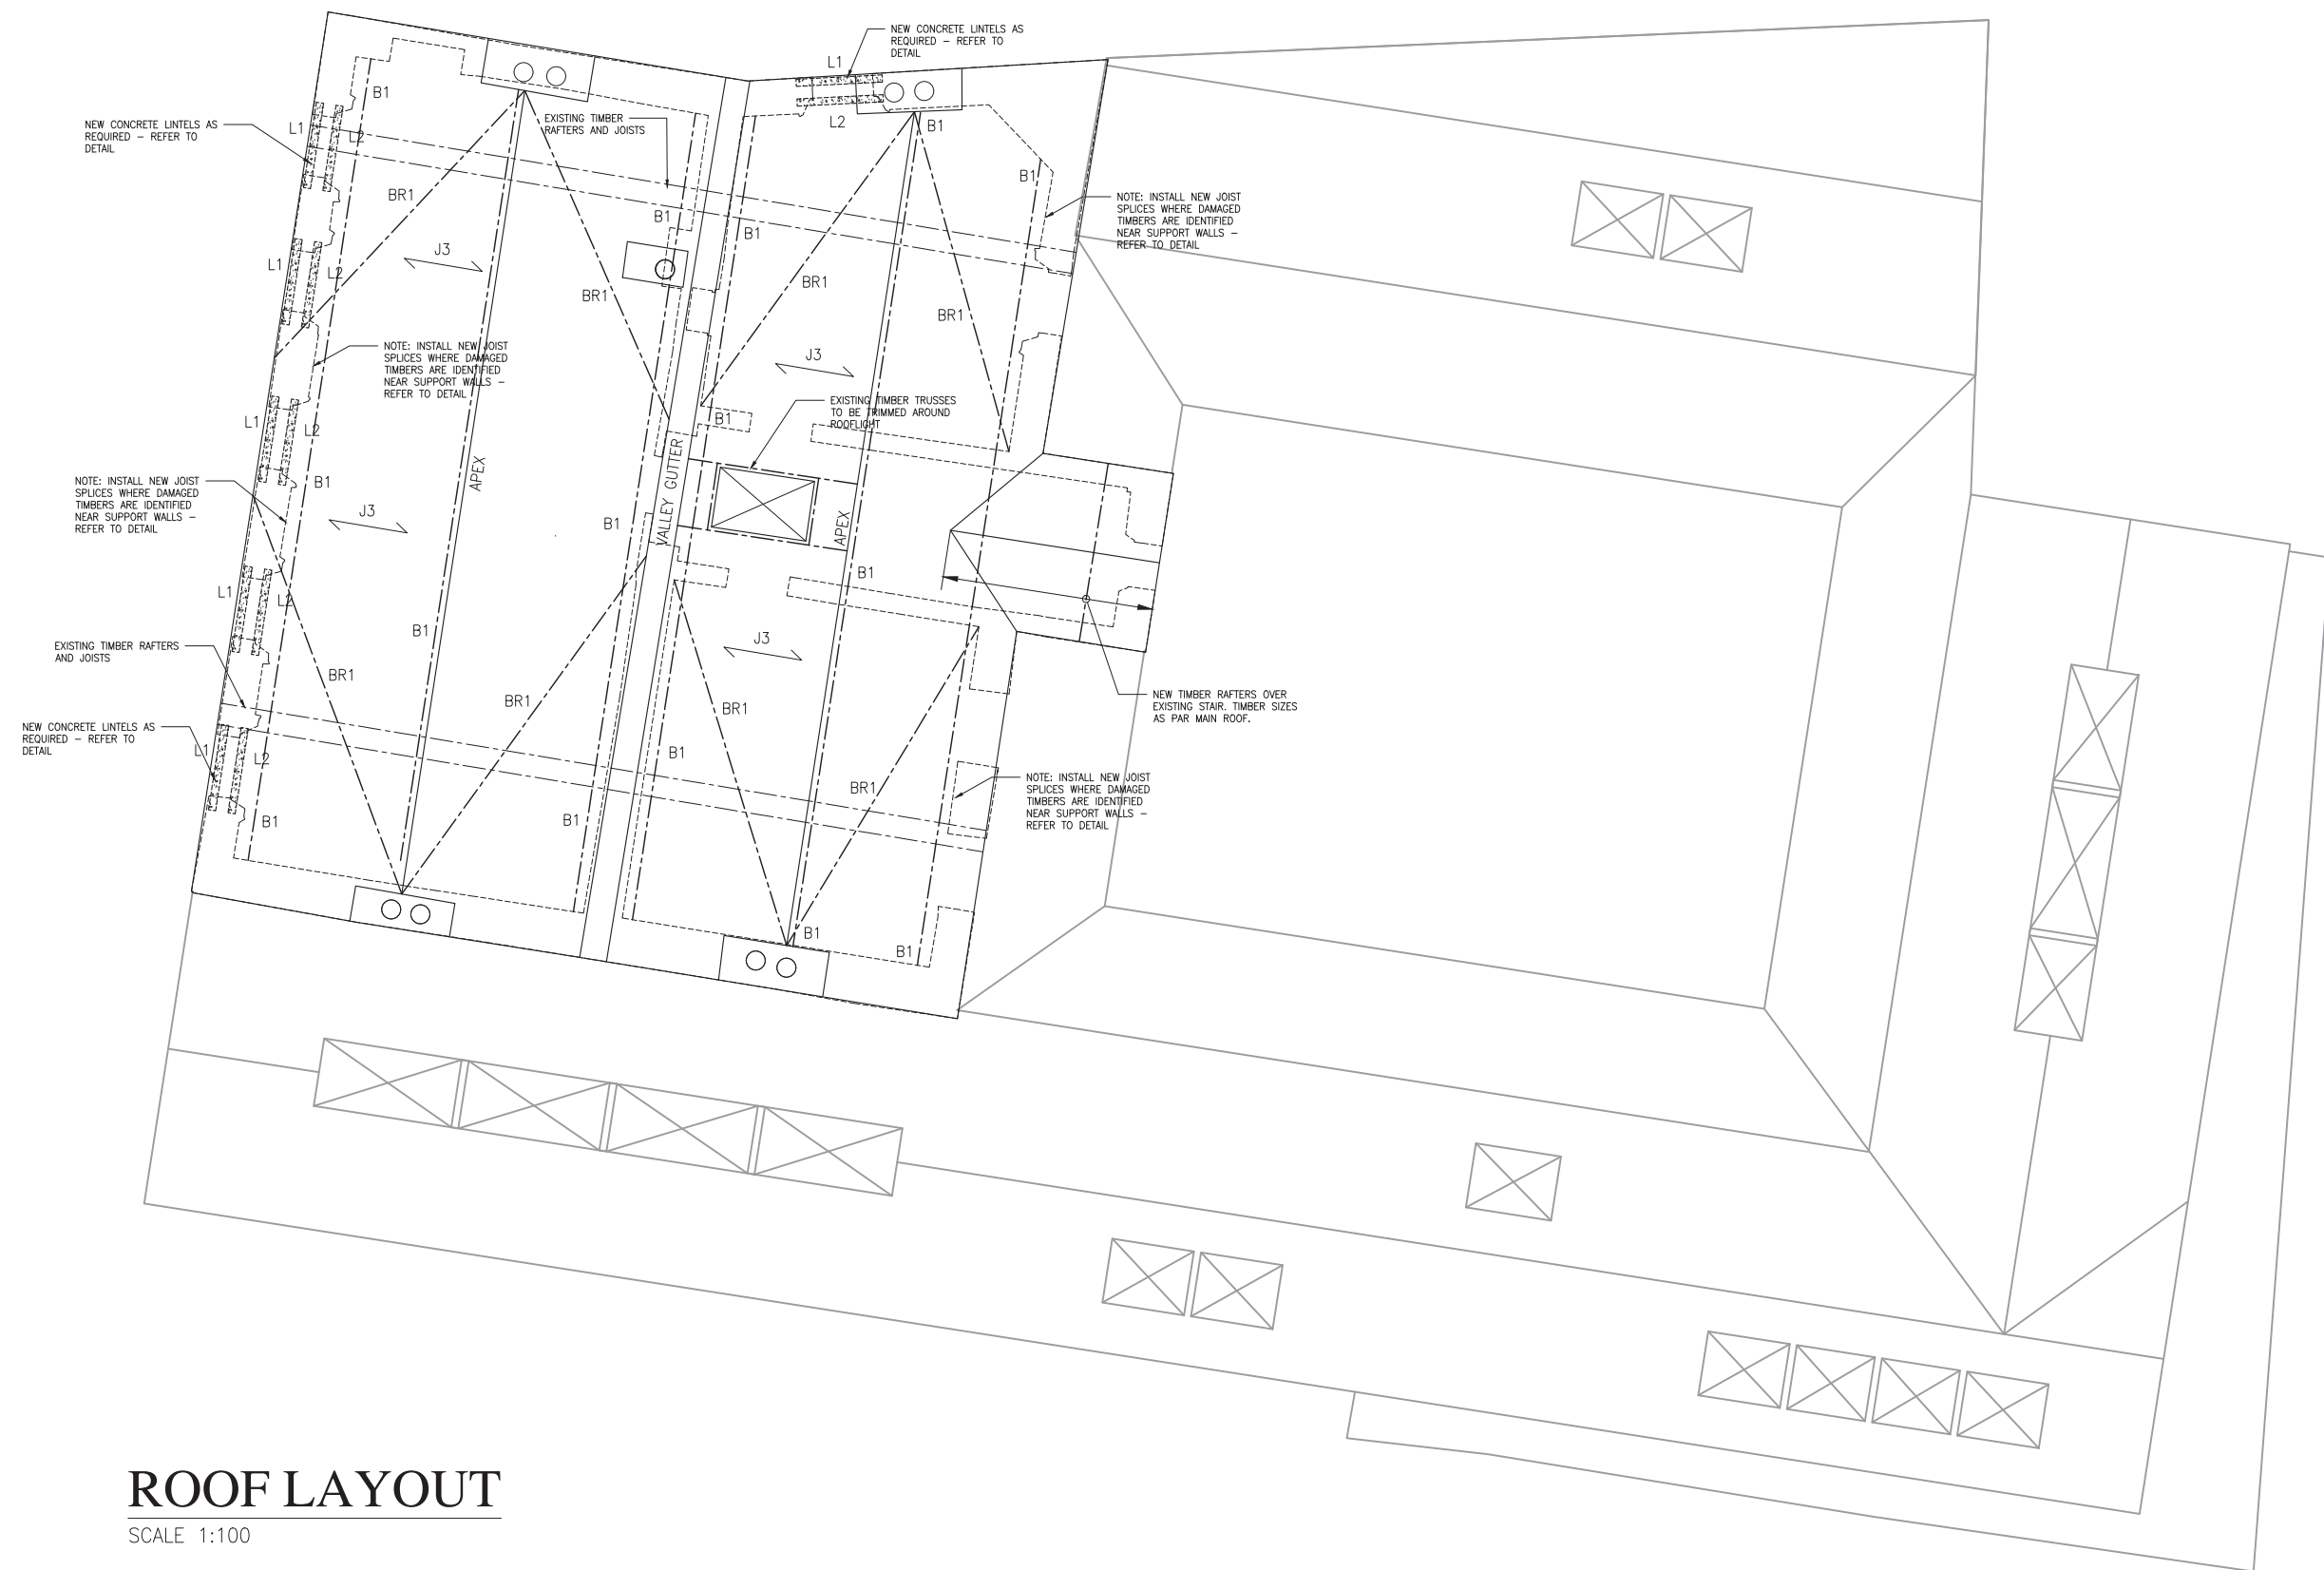 NEW CONCRETE LINTELS AS
REQUIRED – REFER TO
DETAIL
L1
L2
B1
NEW CONCRETE LINTELS AS
REQUIRED – REFER TO
DETAIL
L1
L2
B1
EXISTING TIMBER
RAFTERS AND JOISTS
B1
BR1
B1
B1
NOTE: INSTALL NEW JOIST
SPLICES WHERE DAMAGED
TIMBERS ARE IDENTIFIED
NEAR SUPPORT WALLS –
REFER TO DETAIL
J3
L1
L2
BR1
BR1
BR1
NOTE: INSTALL NEW JOIST
SPLICES WHERE DAMAGED
TIMBERS ARE IDENTIFIED
NEAR SUPPORT WALLS –
REFER TO DETAIL
J3
L1
L2
B1
EXISTING TIMBER TRUSSES
TO BE TRIMMED AROUND
ROOFLIGHT
APEX
VALLEY GUTTER
APEX
NOTE: INSTALL NEW JOIST
SPLICES WHERE DAMAGED
TIMBERS ARE IDENTIFIED
NEAR SUPPORT WALLS –
REFER TO DETAIL
B1
J3
B1
B1
L1
L2
B1
J3
EXISTING TIMBER RAFTERS
AND JOISTS
BR1
BR1
BR1
NEW TIMBER RAFTERS OVER
EXISTING STAIR. TIMBER SIZES
AS PAR MAIN ROOF.
NEW CONCRETE LINTELS AS
REQUIRED – REFER TO
DETAIL
L1
L2
B1
BR1
NOTE: INSTALL NEW JOIST
SPLICES WHERE DAMAGED
TIMBERS ARE IDENTIFIED
NEAR SUPPORT WALLS –
REFER TO DETAIL
B1
B1
B1
B1
ROOF LAYOUT
SCALE 1:100